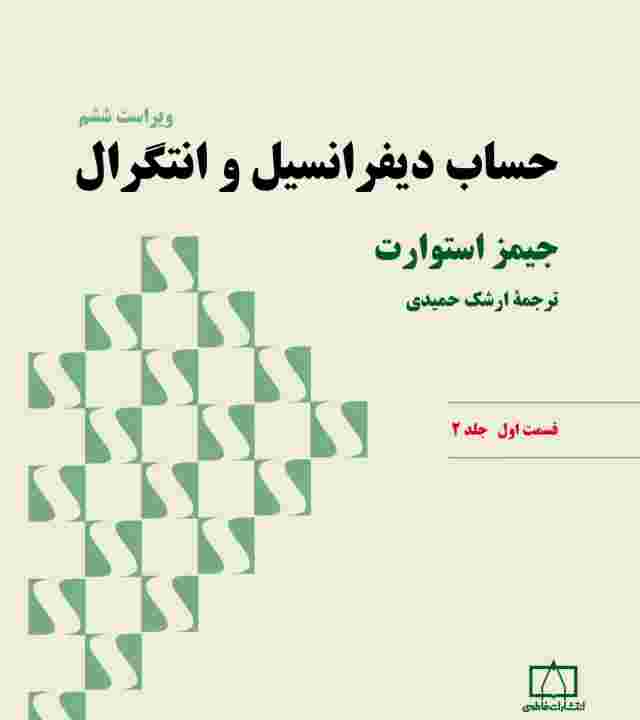 ویراست ششم
حساب دیفرانسیل و انتگرال
جیمز استوارت
ترجمهٔ ارشک حمیدی
قسمت اول جلد ۲
انتشارات فاطمی